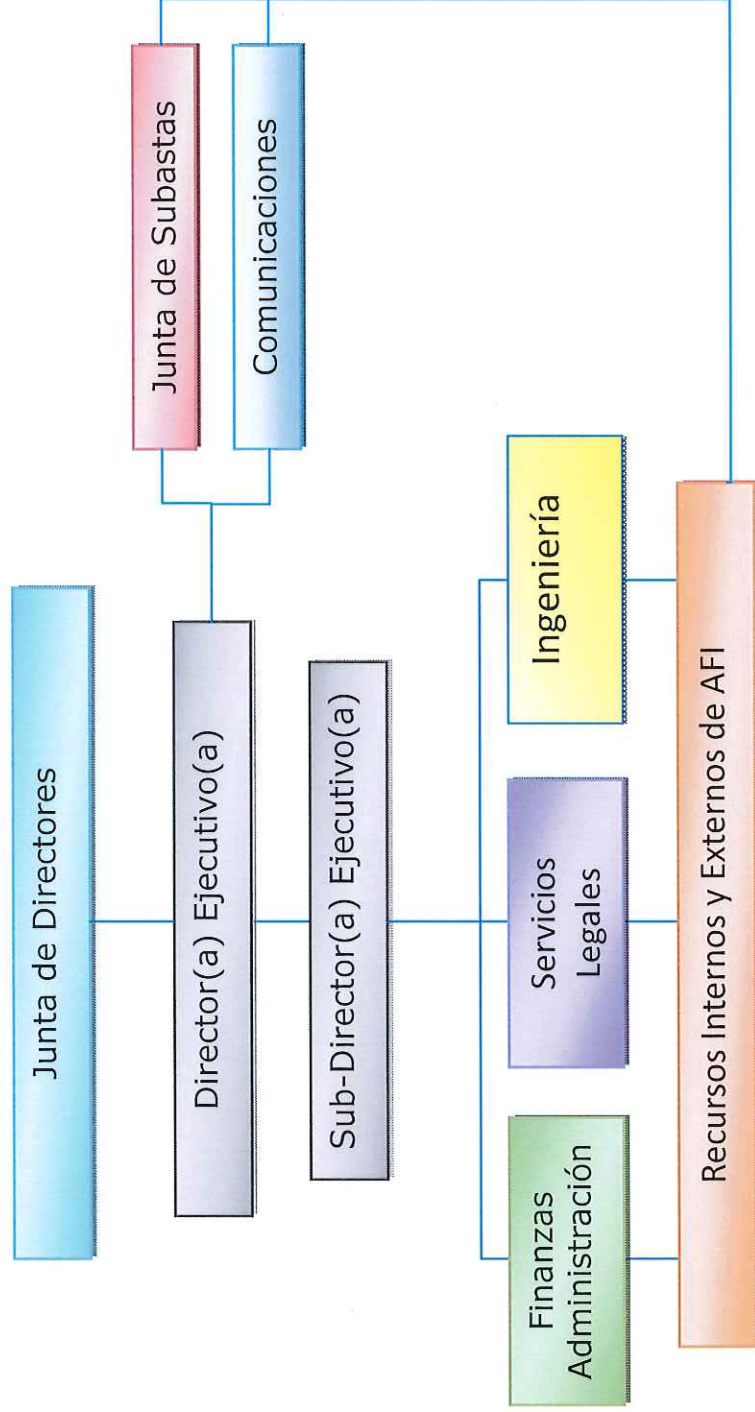 Junta de Directores
Director(a) Ejecutivo(a)
Junta de Subastas
Comunicaciones
Sub-Director(a) Ejecutivo(a)
Finanzas
Administración
Servicios
Legales
Ingeniería
Recursos Internos y Externos de AFI